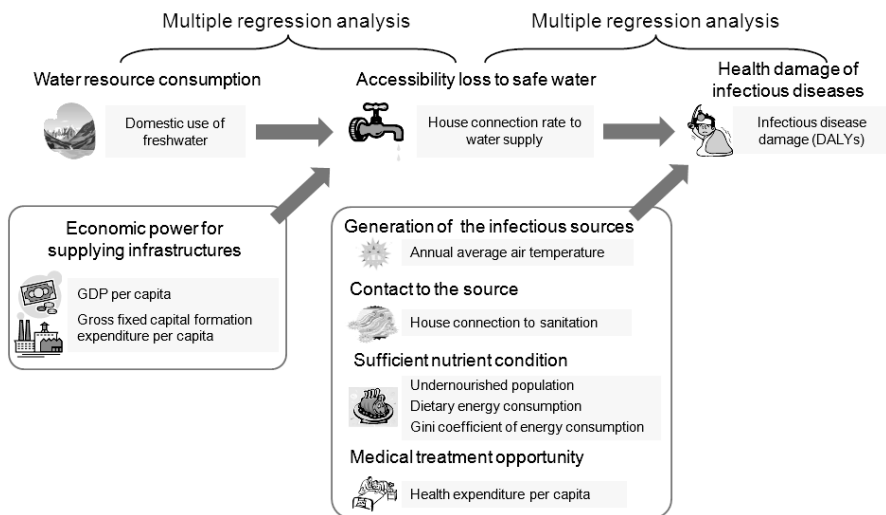 Multiple regression analysis
Multiple regression analysis
Water resource consumption
Accessibility loss to safe water
Health damage of
infectious diseases
Domestic use of
freshwater
House connection rate to
water supply
Infectious disease
damage (DALYs)
Economic power for
supplying infrastructures
GDP per capita
Gross fixed capital formation
expenditure per capita
Generation of the infectious sources
Annual average air temperature
Contact to the source
House connection to sanitation
Sufficient nutrient condition
Undernourished population
Dietary energy consumption
Gini coefficient of energy consumption
Medical treatment opportunity
Health expenditure per capita